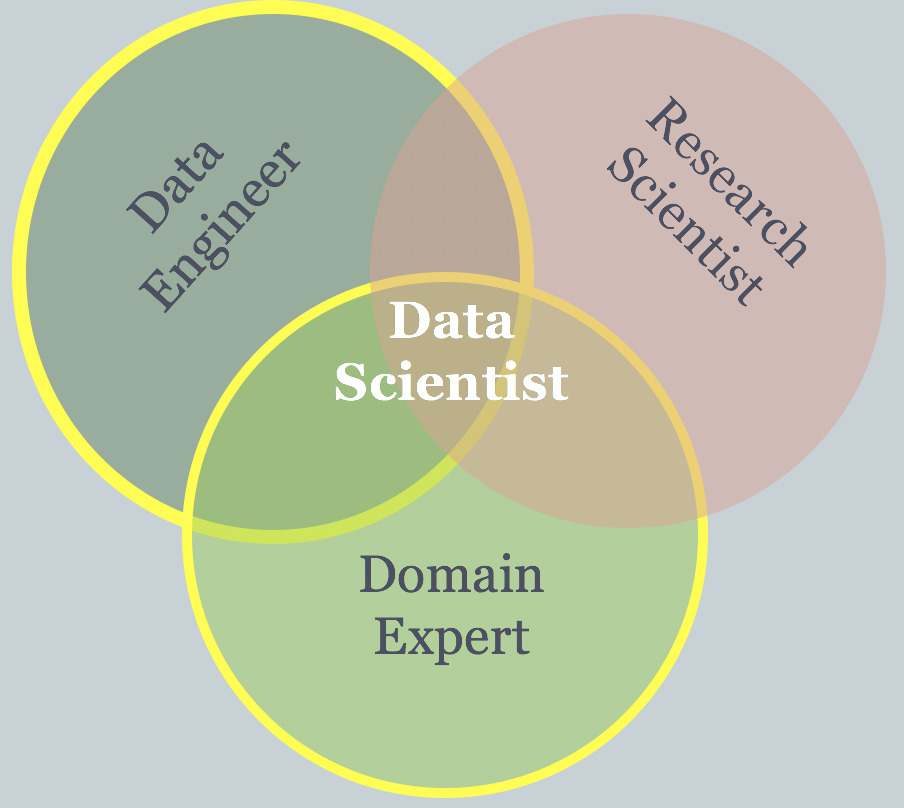 Data
Engineer
Research
Scientist
Data
Scientist
Domain
Expert